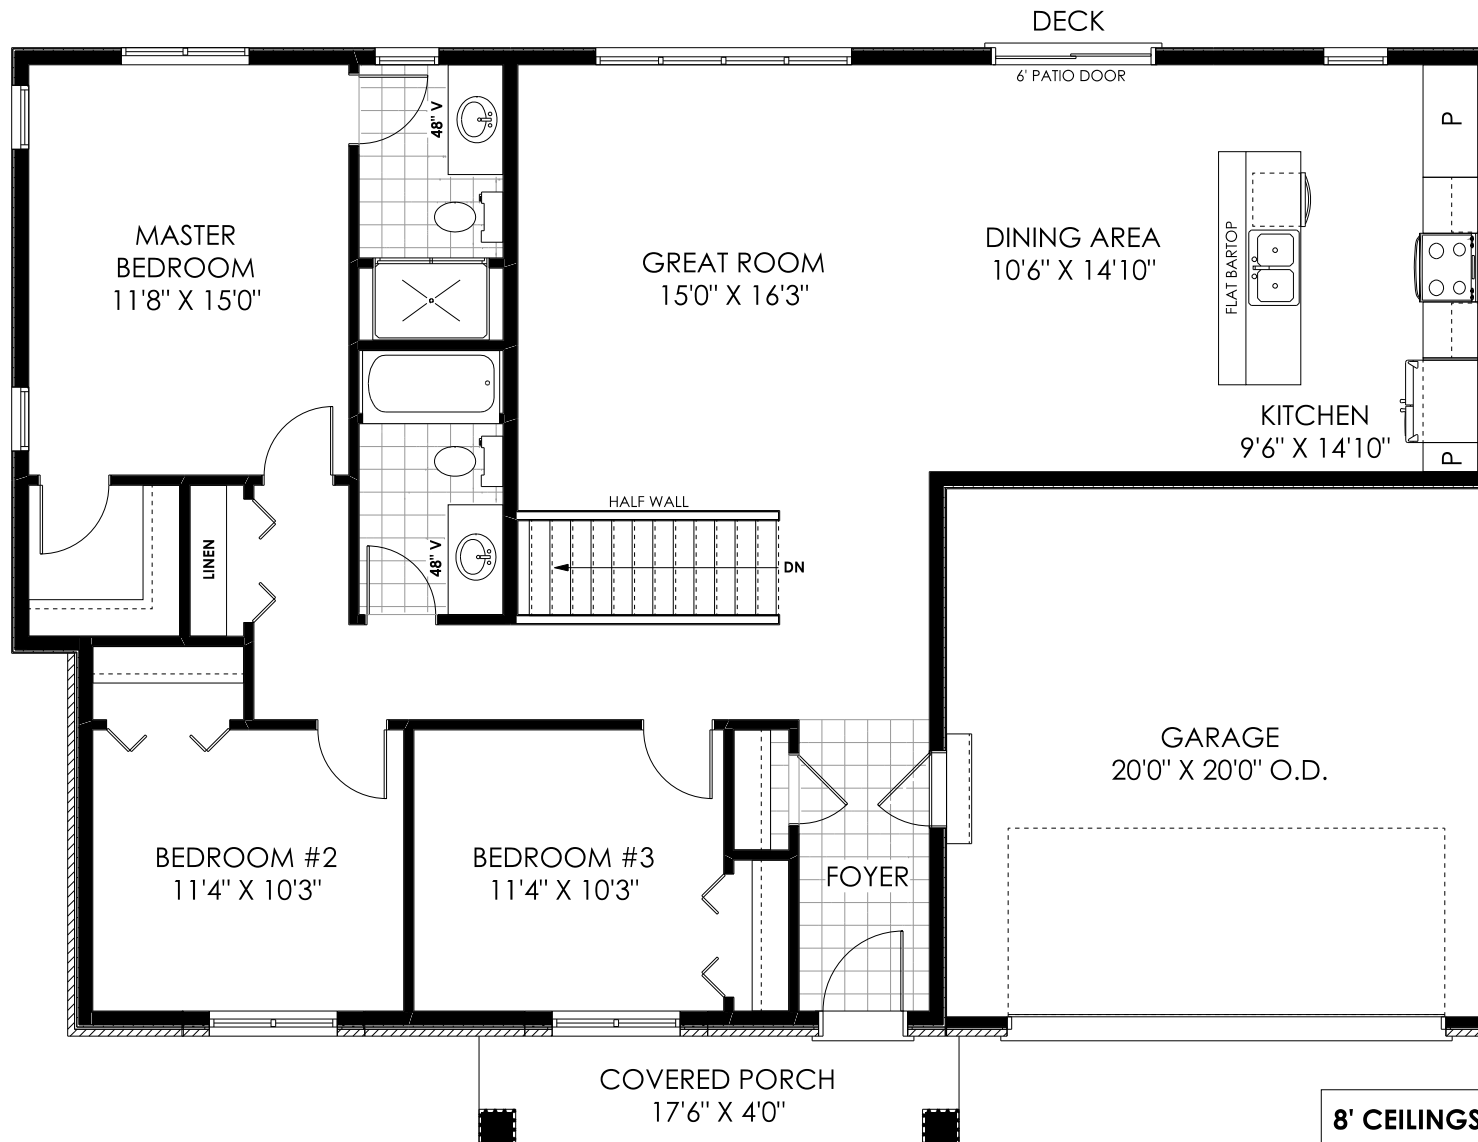 DECK
6' PATIO DOOR
48" V
P
MASTER
BEDROOM
11'8" X 15'0"
GREAT ROOM
15'0" X 16'3"
DINING AREA
10'6" X 14'10"
FLAT BARTOP
KITCHEN
9'6" X 14'10"
P
HALF WALL
LINEN
48" V
DN
GARAGE
20'0" X 20'0" O.D.
BEDROOM #2
11'4" X 10'3"
BEDROOM #3
11'4" X 10'3"
FOYER
COVERED PORCH
17'6" X 4'0"
8' CEILINGS